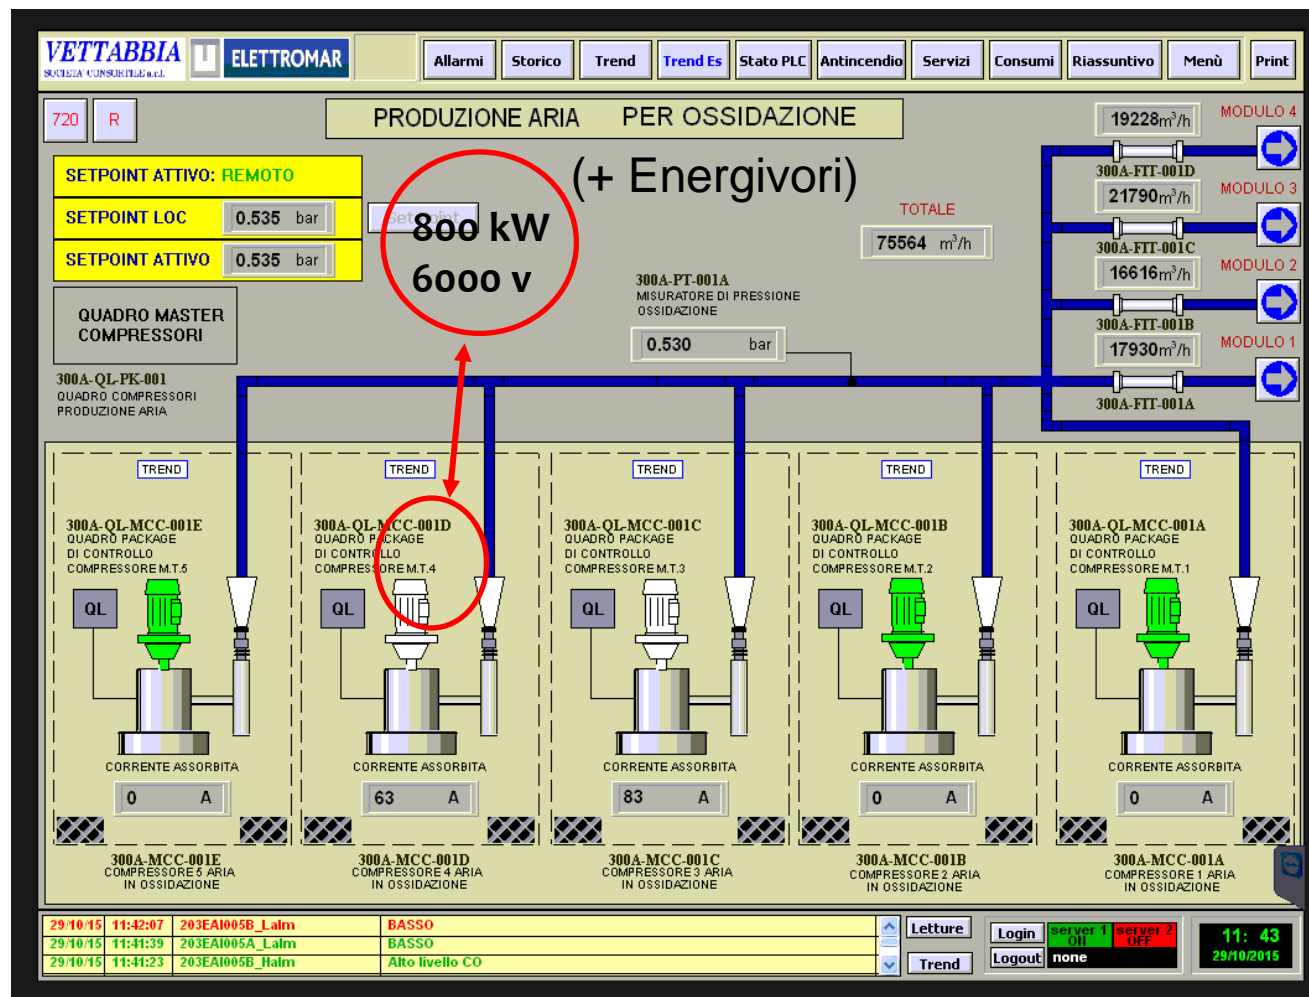 VETTABBIA
SOCIETA' CONSORTILE a.r.l.
ELETTROMAR
Allarmi
Storico
Trend
Trend Es
Stato PLC
Antincendio
Servizi
Consumi
Riassuntivo
Menù
Print
720
R
PRODUZIONE ARIA PER OSSIDAZIONE
(+ Energivori)
SETPOINT ATTIVO: REMOTO
SETPOINT LOC 0.535 bar
SETPOINT ATTIVO 0.535 bar
800 kW
6000 v
QUADRO MASTER
COMPRESSORI
300A-QL-PK-001
QUADRO COMPRESSORI
PRODUZIONE ARIA
300A-PT-001A
MISURATORE DI PRESSIONE
OSSIDAZIONE
0.530 bar
TOTALE
75564 m³/h
19228m³/h
MODULO 4
300A-FIT-001D
21790m³/h
MODULO 3
300A-FIT-001C
16616m³/h
MODULO 2
300A-FIT-001B
17930m³/h
MODULO 1
300A-FIT-001A
TREND
300A-QL-MCC-001E
QUADRO PACKAGE
DI CONTROLLO
COMPRESSORE M.T.5
QL
CORRENTE ASSORBITA
0 A
300A-MCC-001E
COMPRESSORE 5 ARIA
IN OSSIDAZIONE
TREND
300A-QL-MCC-001D
QUADRO PACKAGE
DI CONTROLLO
COMPRESSORE M.T.4
QL
CORRENTE ASSORBITA
63 A
300A-MCC-001D
COMPRESSORE 4 ARIA
IN OSSIDAZIONE
TREND
300A-QL-MCC-001C
QUADRO PACKAGE
DI CONTROLLO
COMPRESSORE M.T.3
QL
CORRENTE ASSORBITA
83 A
300A-MCC-001C
COMPRESSORE 3 ARIA
IN OSSIDAZIONE
TREND
300A-QL-MCC-001B
QUADRO PACKAGE
DI CONTROLLO
COMPRESSORE M.T.2
QL
CORRENTE ASSORBITA
0 A
300A-MCC-001B
COMPRESSORE 2 ARIA
IN OSSIDAZIONE
TREND
300A-QL-MCC-001A
QUADRO PACKAGE
DI CONTROLLO
COMPRESSORE M.T.1
QL
CORRENTE ASSORBITA
0 A
300A-MCC-001A
COMPRESSORE 1 ARIA
IN OSSIDAZIONE
29/10/15 11:42:07 203EAI005B_Lalm BASSO
29/10/15 11:41:39 203EAI005A_Lalm BASSO
29/10/15 11:41:23 203EAI005B_Halm Alto livello CO
Letture
Trend
Login
Logout
server 1
ON
server 2
OFF
none
11: 43
29/10/2015